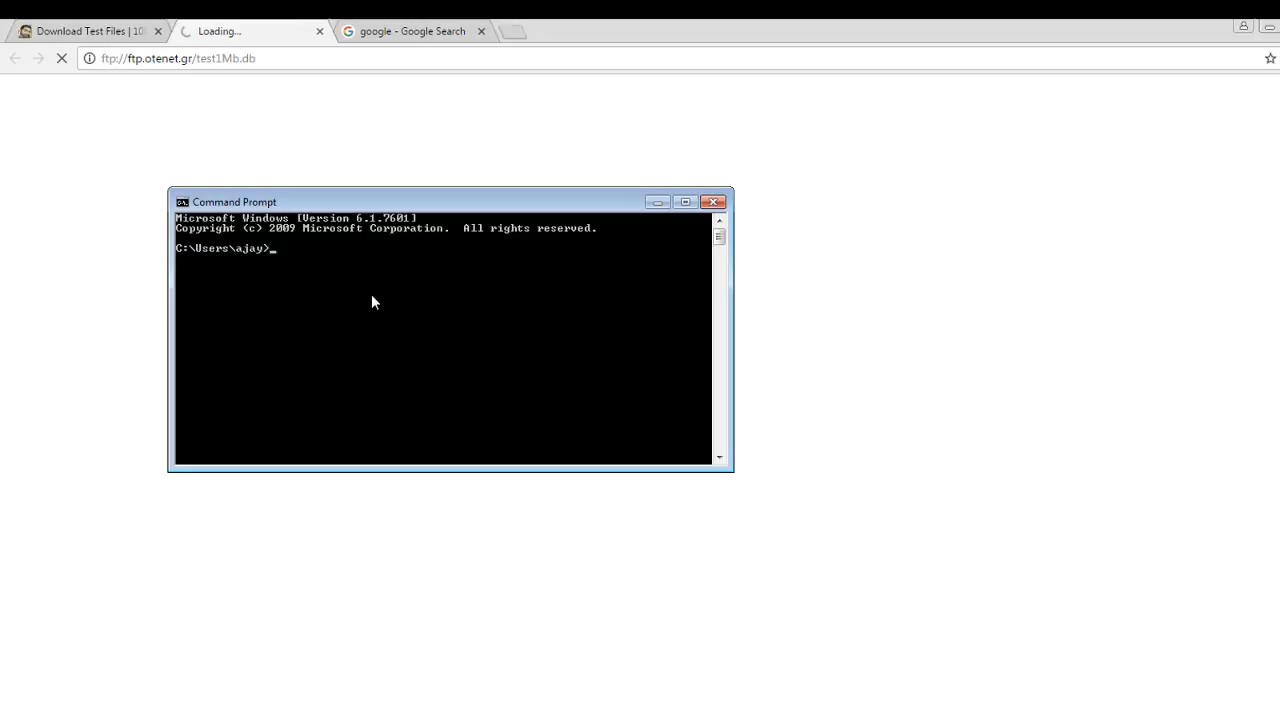 Download Test Files | 10
Loading...
google - Google Search
ftp://ftp.otenet.gr/test1Mb.db
Command Prompt
Microsoft Windows [Version 6.1.7601]
Copyright (c) 2009 Microsoft Corporation.  All rights reserved.
C:\Users\ajay>_